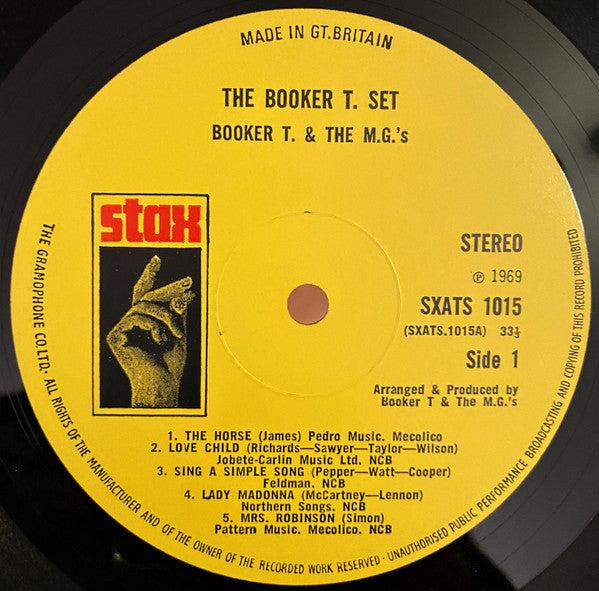 MADE IN GT.BRITAIN
THE BOOKER T. SET
BOOKER T. & THE M.G.'s
stax
STEREO
℗ 1969
SXATS 1015
(SXATS.1015A) 33⅓
Side 1
Arranged & Produced by
Booker T & The M.G.'s
1. THE HORSE (James) Pedro Music. Mecolico
2. LOVE CHILD (Richards—Sawyer—Taylor—Wilson)
Jobete-Carlin Music Ltd. NCB
3. SING A SIMPLE SONG (Pepper—Watt—Cooper)
Feldman. NCB
4. LADY MADONNA (McCartney—Lennon)
Northern Songs. NCB
5. MRS. ROBINSON (Simon)
Pattern Music. Mecolico. NCB
THE GRAMOPHONE CO.LTD· ALL RIGHTS OF THE MANUFACTURER AND OF THE OWNER OF THE RECORDED WORK RESERVED · UNAUTHORISED PUBLIC PERFORMANCE BROADCASTING AND COPYING OF THIS RECORD PROHIBITED